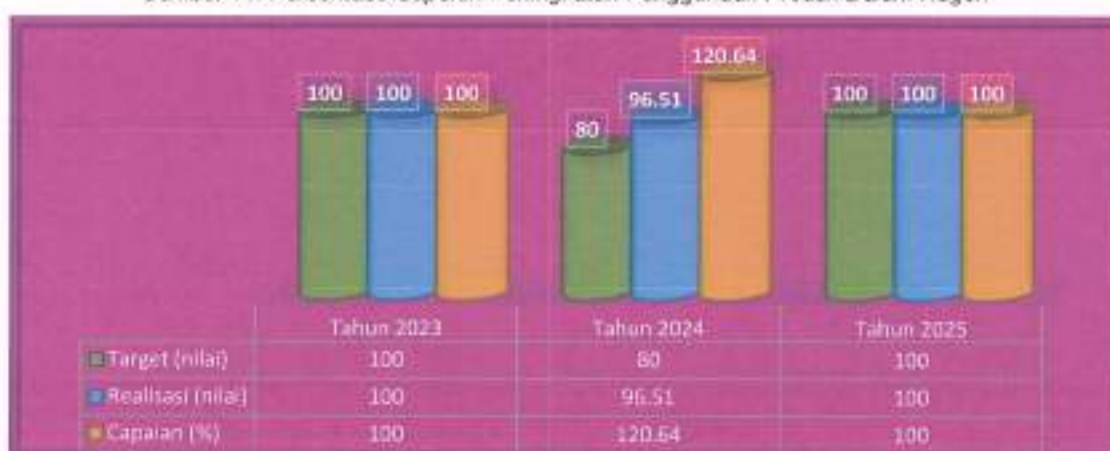 100 100 100 80 96.51 120.64 100 100 100
Tahun 2023 Tahun 2024 Tahun 2025
Target (nilai) 100 80 100
Realisasi (nilai) 100 96.51 100
Capaian (%) 100 120.64 100